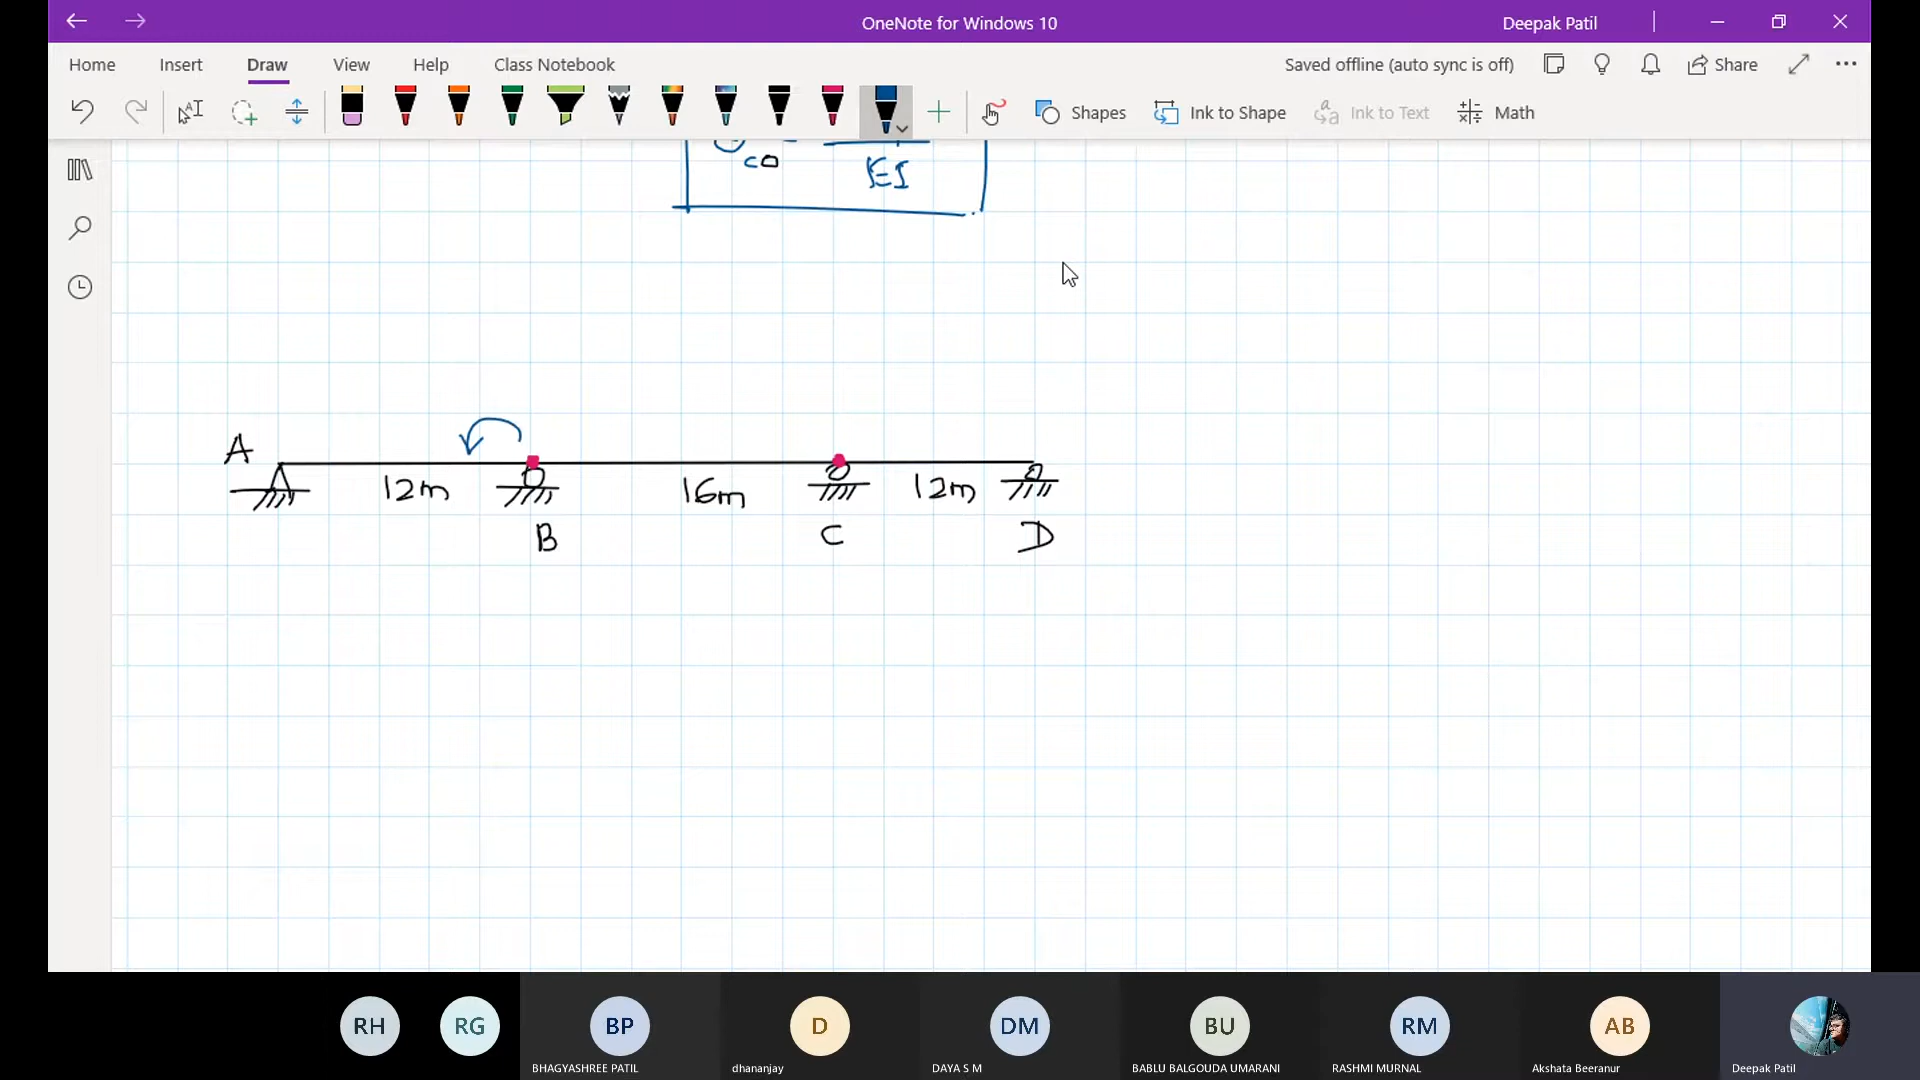 OneNote for Windows 10
Deepak Patil
Home Insert Draw View Help Class Notebook
Saved offline (auto sync is off)
Share
Shapes
Ink to Shape
Ink to Text
Math
EI
A
12m
16m
12m
B
C
D
RH
RG
BP
D
DM
BU
RM
AB
BHAGYASHREE PATIL
dhananjay
DAYA S M
BABLU BALGOUDA UMARANI
RASHMI MURNAL
Akshata Beeranur
Deepak Patil